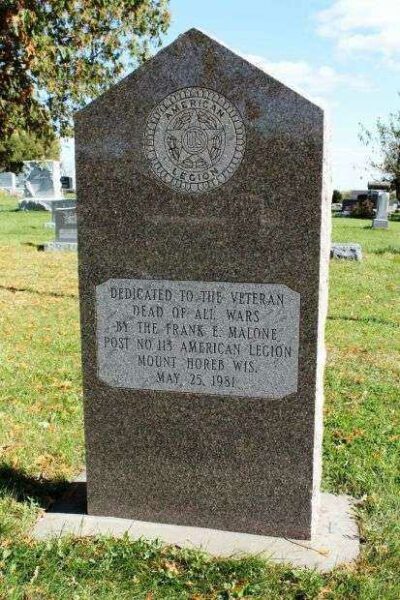 AMERICAN
LEGION
U.S.
DEDICATED TO THE VETERAN
DEAD OF ALL WARS
BY THE FRANK E. MALONE
POST NO. 113 AMERICAN LEGION
MOUNT HOREB WIS.
MAY 25, 1981